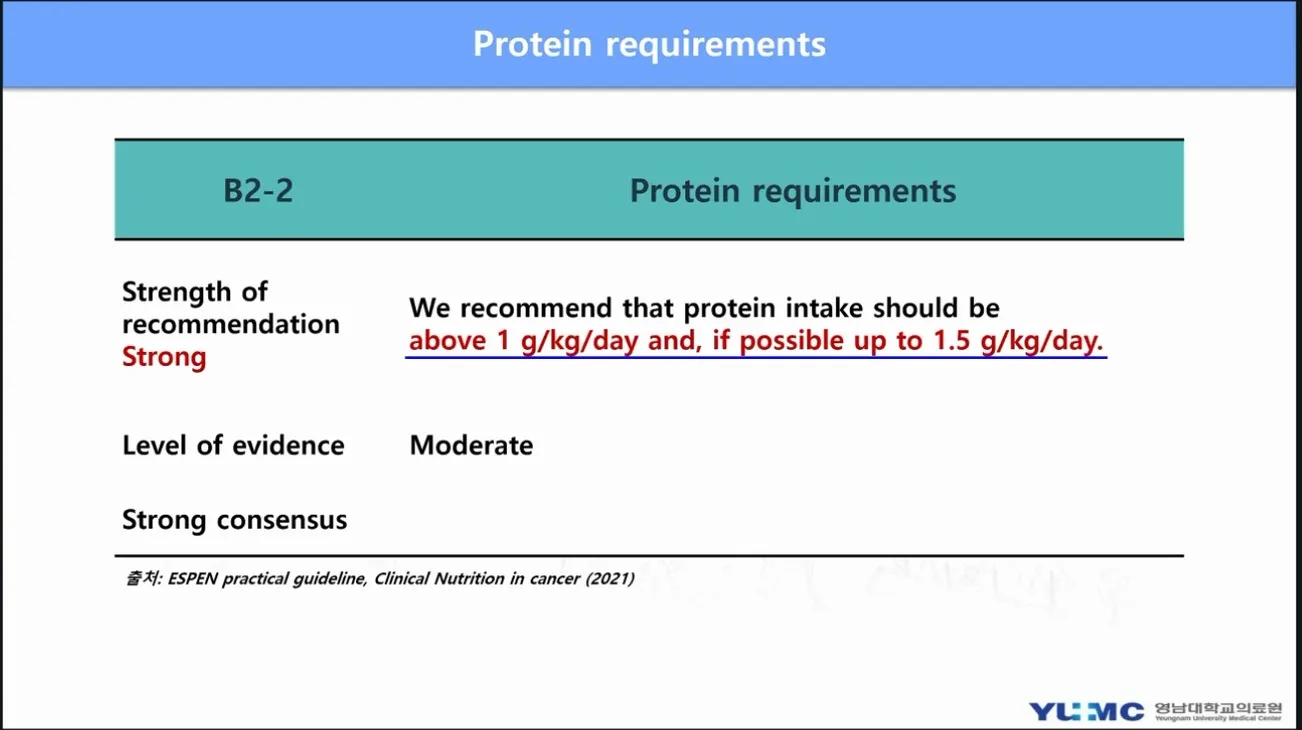 Protein requirements
B2-2
Protein requirements
Strength of
recommendation
Strong
We recommend that protein intake should be
above 1 g/kg/day and, if possible up to 1.5 g/kg/day.
Level of evidence
Moderate
Strong consensus
출처: ESPEN practical guideline, Clinical Nutrition in cancer (2021)
YUMC 영남대학교의료원
Yeungnam University Medical Center